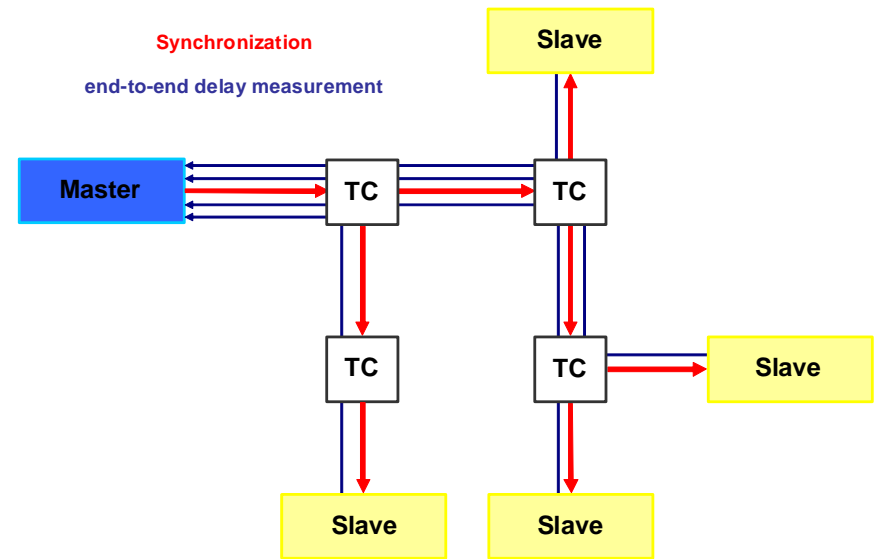 Synchronization
Slave
end-to-end delay measurement
Master
TC
TC
TC
TC
Slave
Slave
Slave